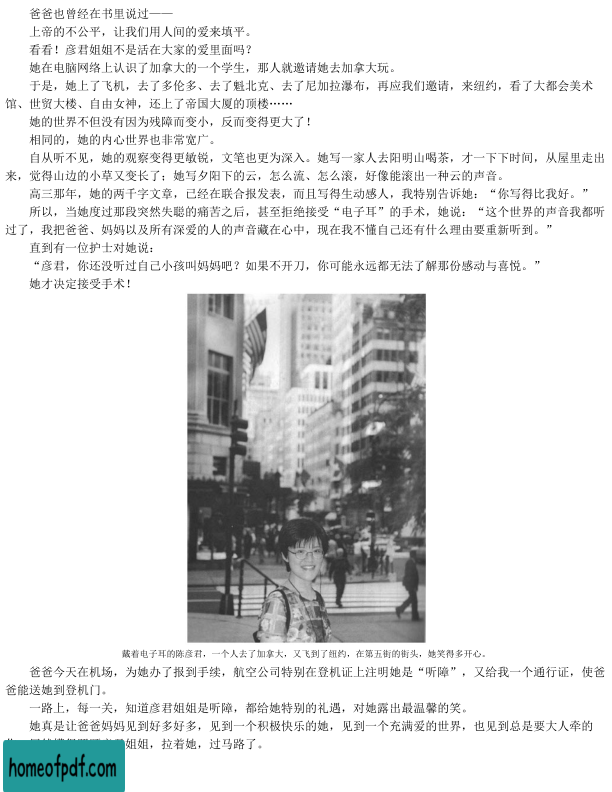 爸爸也曾经在书里说过——
上帝的不公平，让我们用人间的爱来填平。
看看！彦君姐姐不是活在大家的爱里面吗？
她在电脑网络上认识了加拿大的一个学生，那人就邀请她去加拿大玩。
于是，她上了飞机，去了多伦多、去了魁北克、去了尼加拉瀑布，再应我们邀请，来纽约，看了大都会美术
馆、世贸大楼、自由女神，还上了帝国大厦的顶楼……
她的世界不但没有因为残障而变小，反而变得更大了！
相同的，她的内心世界也非常宽广。
自从听不见，她的观察变得更敏锐，文笔也更为深入。她写一家人去阳明山喝茶，才一下下时间，从屋里走出
来，觉得山边的小草又变长了；她写夕阳下的云，怎么流、怎么滚，好像能滚出一种云的声音。
高三那年，她的两千字文章，已经在联合报发表，而且写得生动感人，我特别告诉她：“你写得比我好。”
所以，当她度过那段突然失聪的痛苦之后，甚至拒绝接受“电子耳”的手术，她说：“这个世界的声音我都听
过了，我把爸爸、妈妈以及所有深爱的人的声音藏在心中，现在我不懂自己还有什么理由要重新听到。”
直到有一位护士对她说：
“彦君，你还没听过自己小孩叫妈妈吧？如果不开刀，你可能永远都无法了解那份感动与喜悦。”
她才决定接受手术！
戴着电子耳的陈彦君，一个人去了加拿大，又飞到了纽约，在第五街的街头，她笑得多开心。
爸爸今天在机场，为她办了报到手续，航空公司特别在登机证上注明她是“听障”，又给我一个通行证，使爸
爸能送她到登机门。
一路上，每一关，知道彦君姐姐是听障，都给她特别的礼遇，对她露出最温馨的笑。
她真是让爸爸妈妈见到好多好多，见到一个积极快乐的她，见到一个充满爱的世界，也见到总是要大人牵的
姐姐，拉着她，过马路了。
homeofpdf.com